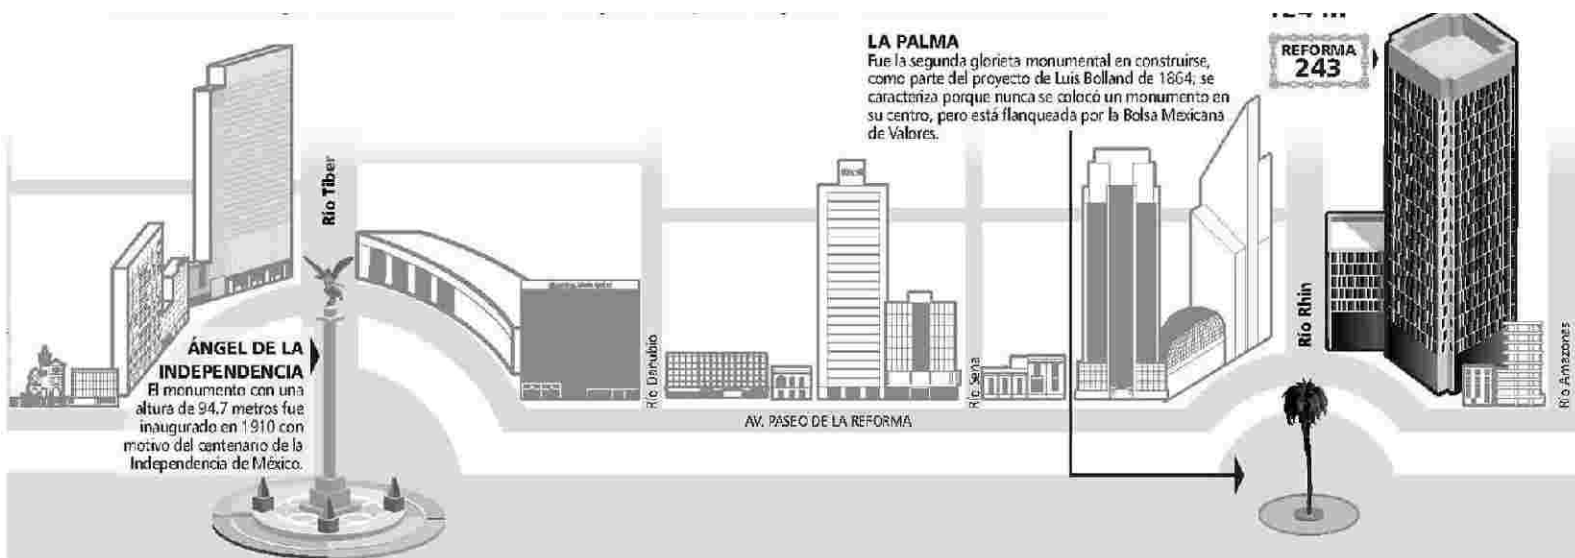 LA PALMA
Fue la segunda glorieta monumental en construirse,
como parte del proyecto de Luis Bolland de 1864; se
caracteriza porque nunca se colocó un monumento en
su centro, pero está flanqueada por la Bolsa Mexicana
de Valores.
REFORMA
243
Río Tíber
ÁNGEL DE LA
INDEPENDENCIA
El monumento con una
altura de 94.7 metros fue
inaugurado en 1910 con
motivo del centenario de la
Independencia de México.
Río Danubio
AV. PASEO DE LA REFORMA
Río Sena
Río Rhin
Río Amazones